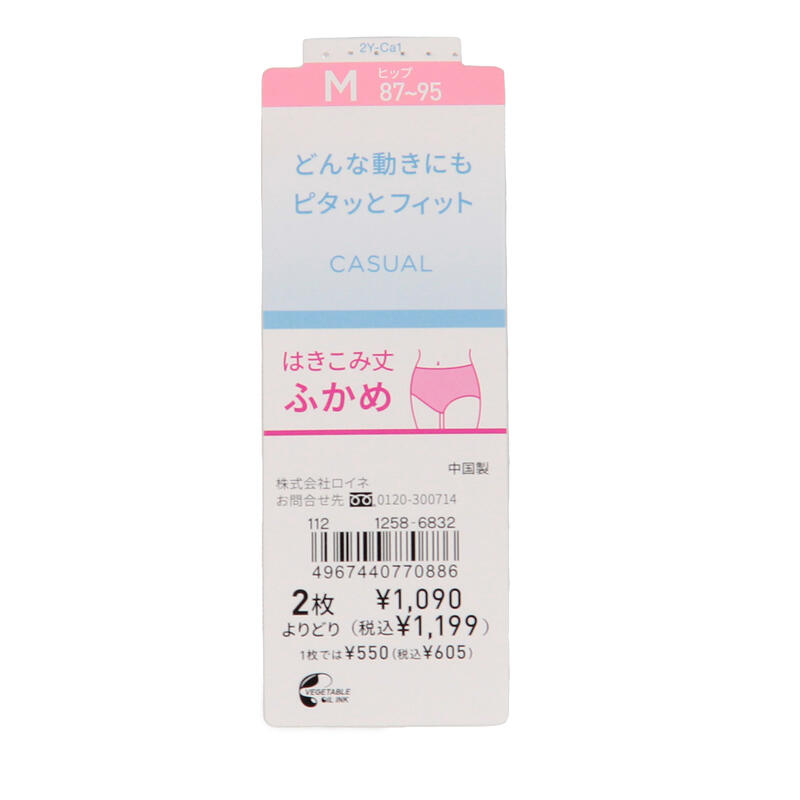 2Y-Ca1
M ヒップ 87~95
どんな動きにも
ピタッとフィット
CASUAL
はきこみ丈
ふかめ
中国製
株式会社ロイネ
お問合せ先 0120-300714
112 1258-6832
4967440770886
2枚 ¥1,090
よりどり (税込¥1,199)
1枚では¥550(税込¥605)
VEGETABLE
OIL INK